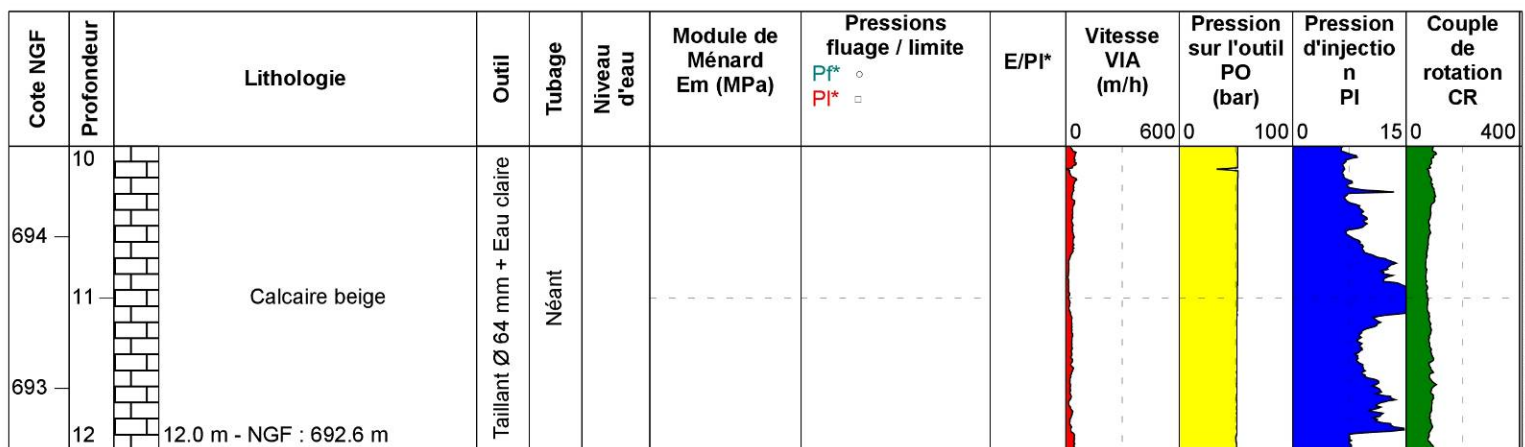 Cote NGF
Profondeur
Lithologie
Outil
Tubage
Niveau
d'eau
Module de
Ménard
Em (MPa)
Pressions
fluage / limite
Pf*
Pl*
E/Pl*
Vitesse
VIA
(m/h)
0 600
Pression
sur l'outil
PO
(bar)
0 100
Pression
d'injectio
n
PI
0 15
Couple
de
rotation
CR
0 400
10
694
11
693
12
Calcaire beige
12.0 m - NGF : 692.6 m
Taillant Ø 64 mm + Eau claire
Néant